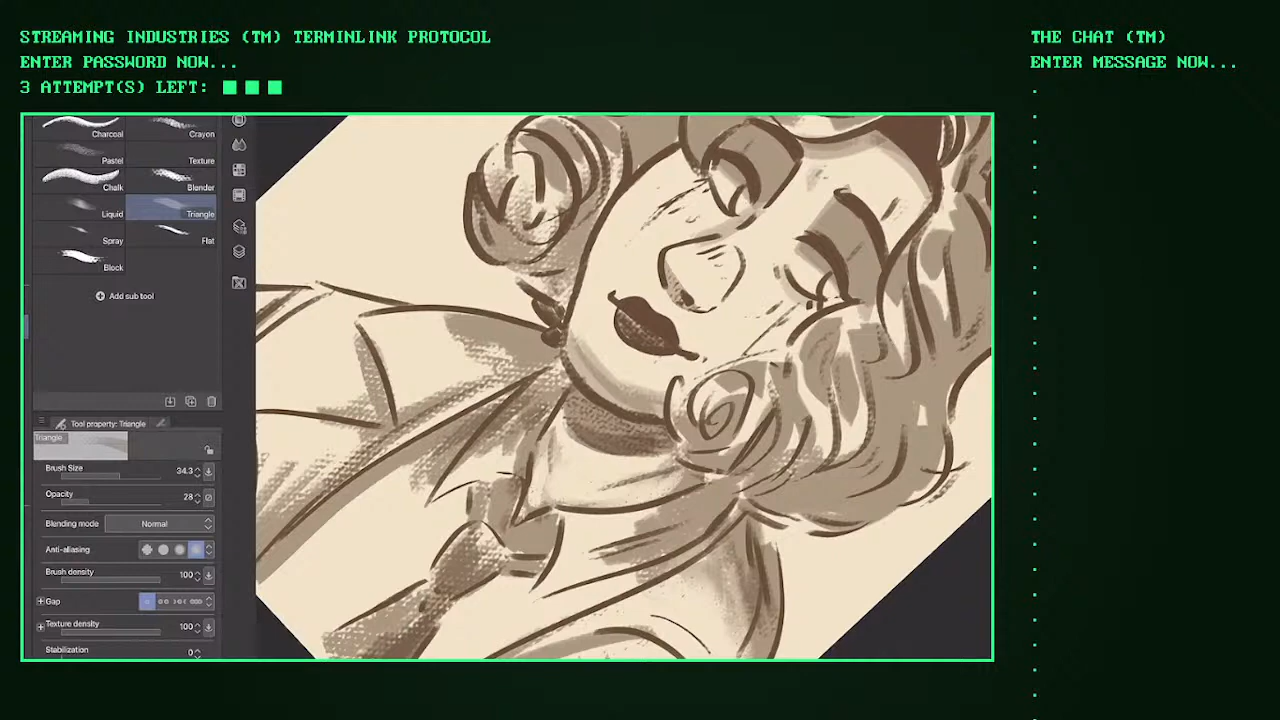 STREAMING INDUSTRIES (TM) TERMINLINK PROTOCOL
ENTER PASSWORD NOW...
3 ATTEMPT(S) LEFT:
THE CHAT (TM)
ENTER MESSAGE NOW...
Charcoal Crayon
Pastel Texture
Chalk Blender
Liquid Triangle
Spray Flat
Block
Add sub tool
Tool property: Triangle
Triangle
Brush Size 34.3
Opacity 28
Blending mode Normal
Anti-aliasing
Brush density 100
Gap
Texture density 100
Stabilization 0